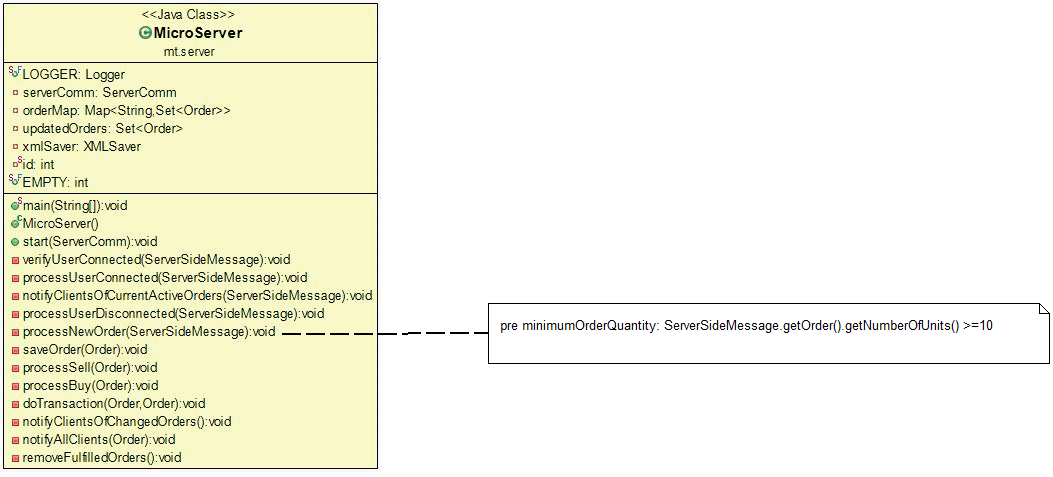 <<Java Class>>
MicroServer
mt.server
LOGGER: Logger
serverComm: ServerComm
orderMap: Map<String,Set<Order>>
updatedOrders: Set<Order>
xmlSaver: XMLSaver
id: int
EMPTY: int
main(String[]):void
MicroServer()
start(ServerComm):void
verifyUserConnected(ServerSideMessage):void
processUserConnected(ServerSideMessage):void
notifyClientsOfCurrentActiveOrders(ServerSideMessage):void
processUserDisconnected(ServerSideMessage):void
processNewOrder(ServerSideMessage):void
saveOrder(Order):void
processSell(Order):void
processBuy(Order):void
doTransaction(Order,Order):void
notifyClientsOfChangedOrders():void
notifyAllClients(Order):void
removeFulfilledOrders():void
pre minimumOrderQuantity: ServerSideMessage.getOrder().getNumberOfUnits() >=10